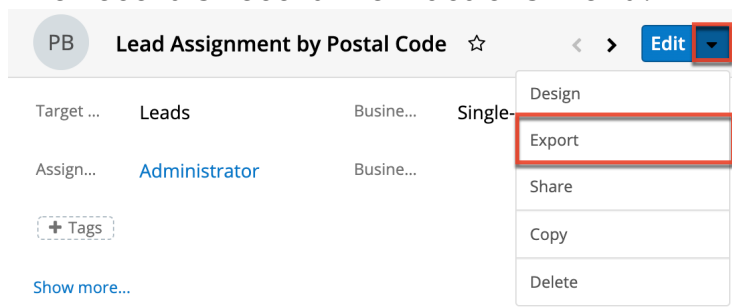 PB Lead Assignment by Postal Code Edit
Design
Target ... Leads Busine... Single-
Export
Assign... Administrator Busine...
Share
+ Tags
Copy
Delete
Show more...